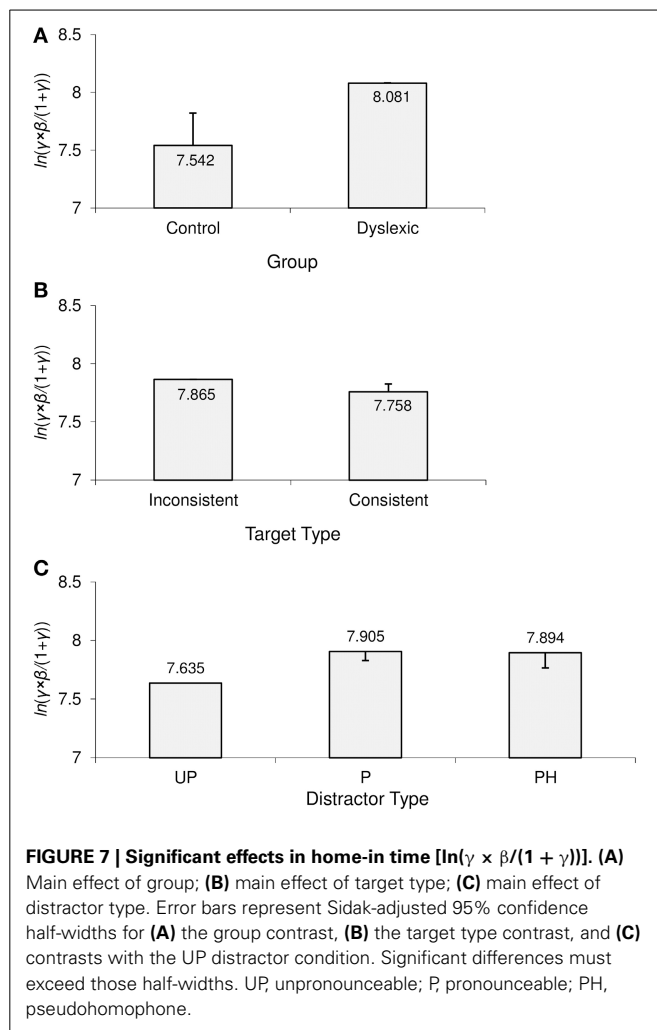 A
8.5
8
7.5
7
ln(γ×β/(1+γ))
7.542
8.081
Control Dyslexic
Group
B
8.5
8
7.5
7
ln(γ×β/(1+γ))
7.865
7.758
Inconsistent Consistent
Target Type
C
8.5
8
7.5
7
ln(γ×β/(1+γ))
7.635
7.905
7.894
UP P PH
Distractor Type
FIGURE 7 | Significant effects in home-in time [ln(γ × β/(1 + γ))]. (A)
Main effect of group; (B) main effect of target type; (C) main effect of
distractor type. Error bars represent Sidak-adjusted 95% confidence
half-widths for (A) the group contrast, (B) the target type contrast, and (C)
contrasts with the UP distractor condition. Significant differences must
exceed those half-widths. UP, unpronounceable; P, pronounceable; PH,
pseudohomophone.